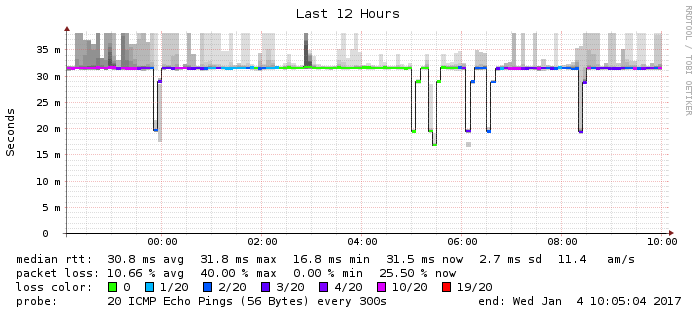 Last 12 Hours
RRDTOOL / TOBI OETIKER
Seconds
35 m
30 m
25 m
20 m
15 m
10 m
5 m
0
00:00 02:00 04:00 06:00 08:00 10:00
median rtt: 30.8 ms avg 31.8 ms max 16.8 ms min 31.5 ms now 2.7 ms sd 11.4 am/s
packet loss: 10.66 % avg 40.00 % max 0.00 % min 25.50 % now
loss color: 0 1/20 2/20 3/20 4/20 10/20 19/20
probe: 20 ICMP Echo Pings (56 Bytes) every 300s end: Wed Jan 4 10:05:04 2017